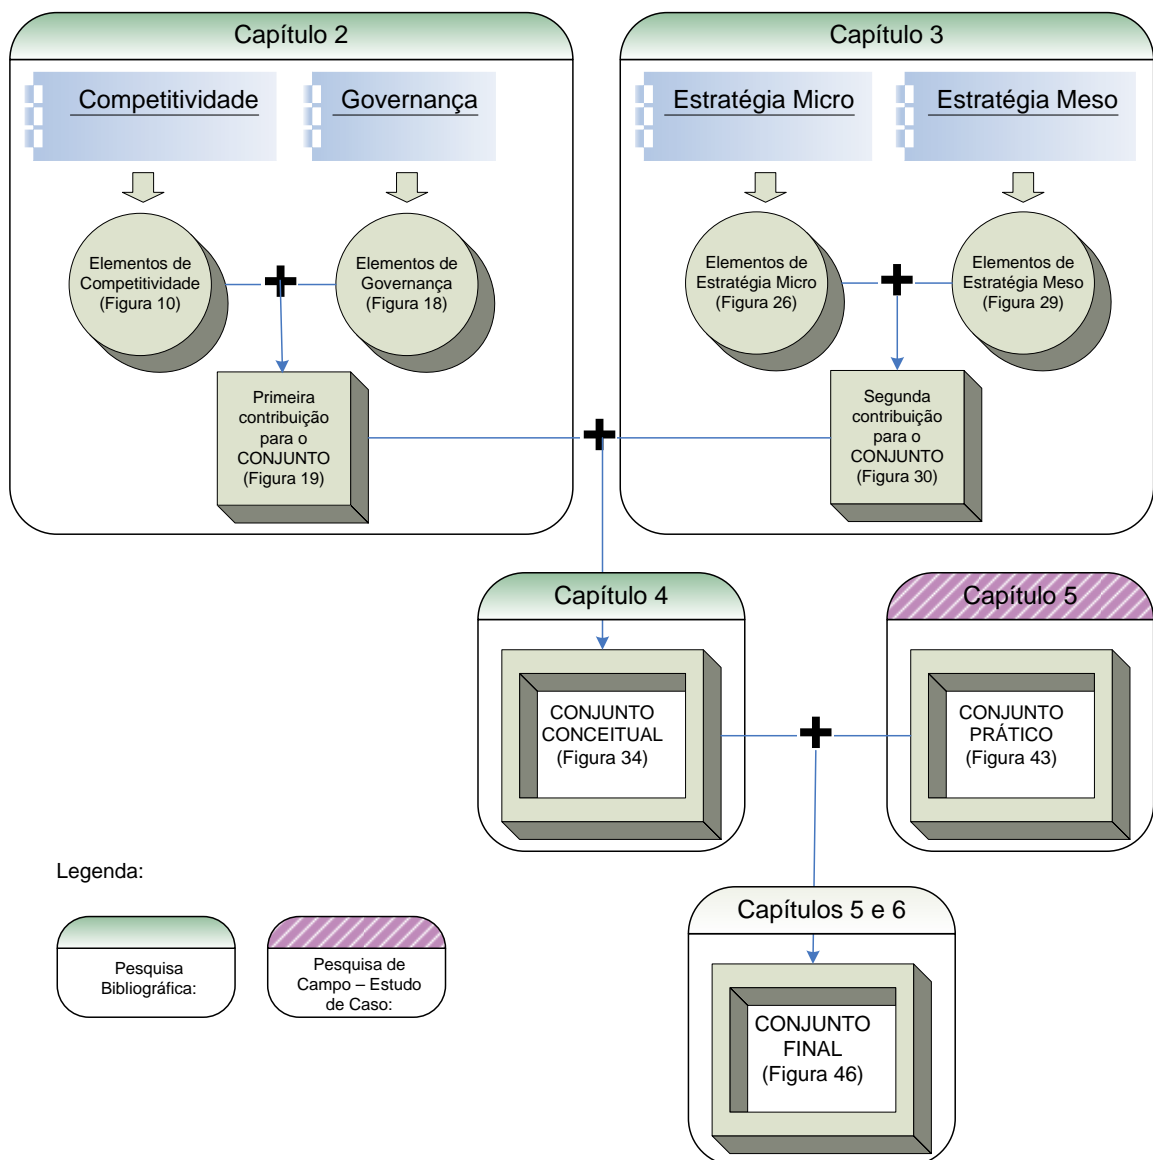 Capítulo 2
Competitividade
Governança
Elementos de
Competitividade
(Figura 10)
Elementos de
Governança
(Figura 18)
Primeira
contribuição
para o
CONJUNTO
(Figura 19)
Capítulo 3
Estratégia Micro
Estratégia Meso
Elementos de
Estratégia Micro
(Figura 26)
Elementos de
Estratégia Meso
(Figura 29)
Segunda
contribuição
para o
CONJUNTO
(Figura 30)
Capítulo 4
CONJUNTO
CONCEITUAL
(Figura 34)
Capítulo 5
CONJUNTO
PRÁTICO
(Figura 43)
Capítulos 5 e 6
CONJUNTO
FINAL
(Figura 46)
Legenda:
Pesquisa
Bibliográfica:
Pesquisa de
Campo – Estudo
de Caso: